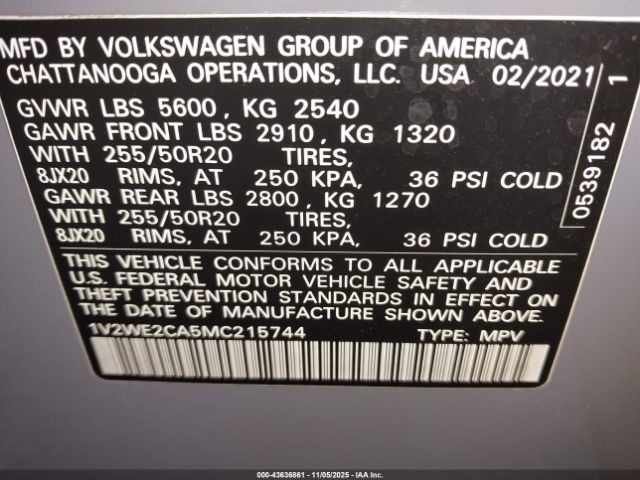 MFD BY VOLKSWAGEN GROUP OF AMERICA
CHATTANOOGA OPERATIONS, LLC. USA 02/2021
GVWR LBS 5600, KG 2540
GAWR FRONT LBS 2910, KG 1320
WITH 255/50R20 TIRES,
8JX20 RIMS, AT 250 KPA, 36 PSI COLD
GAWR REAR LBS 2800, KG 1270
WITH 255/50R20 TIRES,
8JX20 RIMS, AT 250 KPA, 36 PSI COLD
THIS VEHICLE CONFORMS TO ALL APPLICABLE
U.S. FEDERAL MOTOR VEHICLE SAFETY AND
THEFT PREVENTION STANDARDS IN EFFECT ON
THE DATE OF MANUFACTURE SHOWN ABOVE.
1V2WE2CA5MC215744 TYPE: MPV
0539182 1
000-43636861 - 11/05/2025 - IAA Inc.